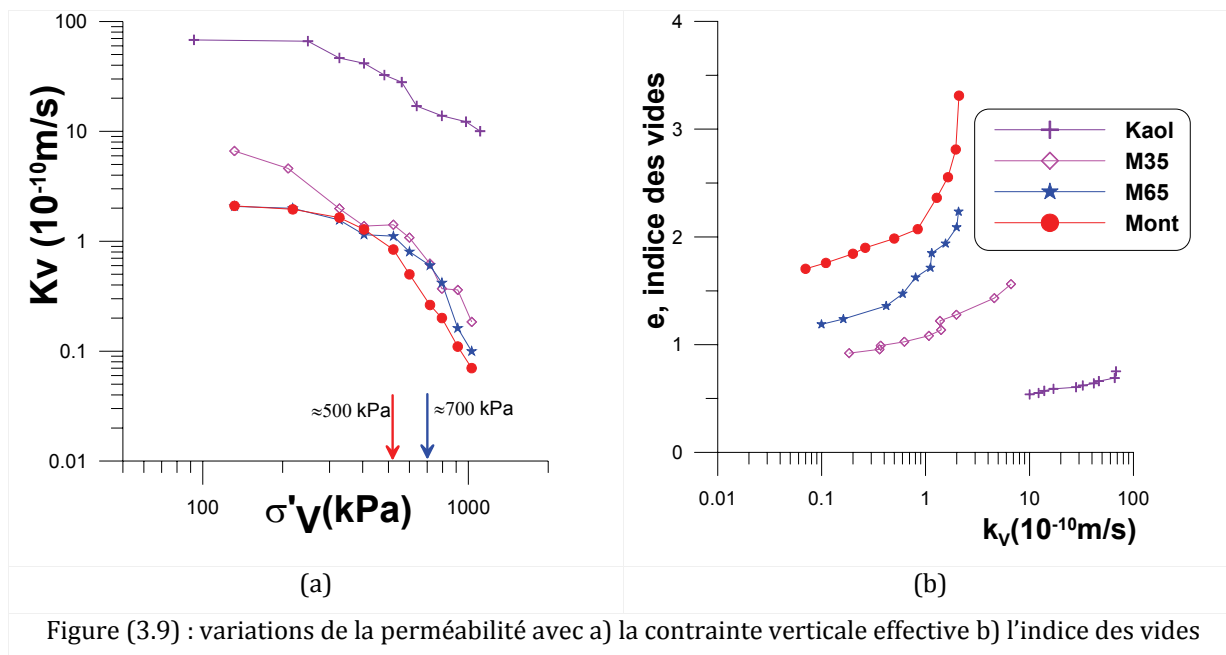 100
10
1
0.1
0.01
Kv (10⁻¹⁰m/s)
≈500 kPa
≈700 kPa
100
1000
σ'V(kPa)
(a)
4
3
2
1
0
e, indice des vides
Kaol
M35
M65
Mont
0.01
0.1
1
10
100
kV(10⁻¹⁰m/s)
(b)
Figure (3.9) : variations de la perméabilité avec a) la contrainte verticale effective b) l’indice des vides